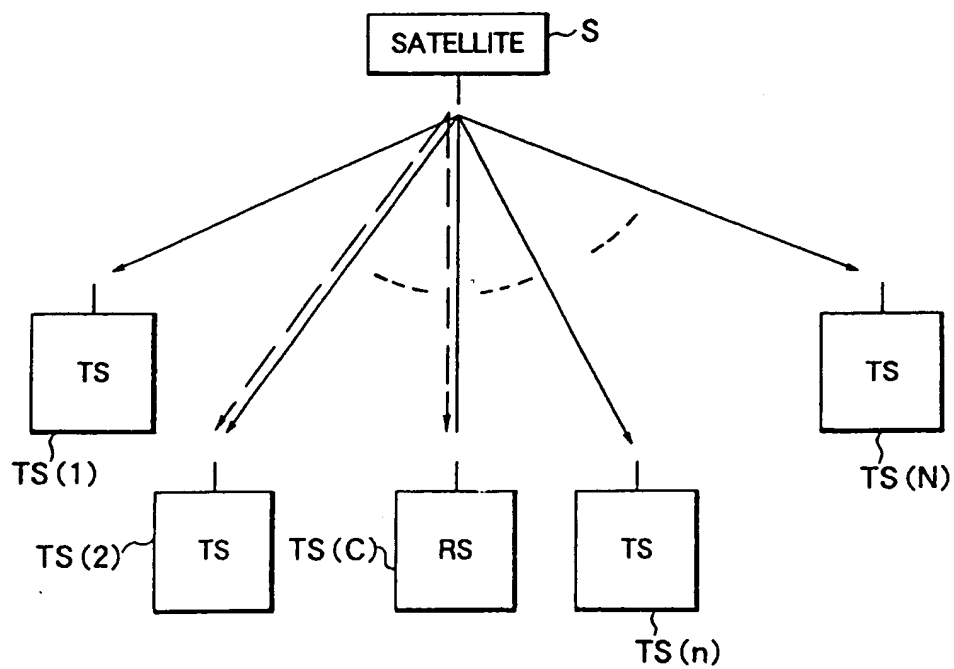 SATELLITE
S
TS
TS(1)
TS
TS(N)
TS(2)
TS
TS(C)
RS
TS
TS(n)